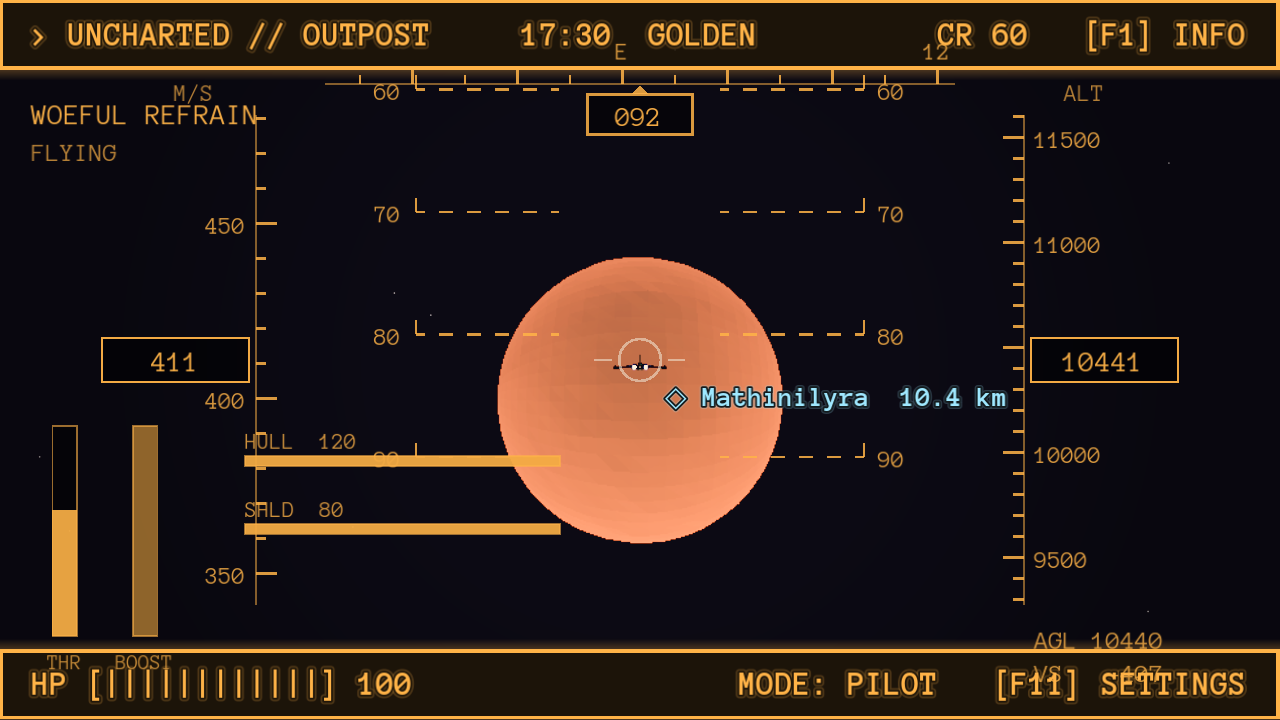 › UNCHARTED // OUTPOST 17:30 GOLDEN CR 60 [F1] INFO
E 12
M/S ALT
WOEFUL REFRAIN
FLYING
092
60 60
70 70
80 80
90 90
450
400
350
411
11500
11000
10000
9500
10441
Mathinilyra 10.4 km
HULL 120
SHLD 80
AGL 10440
THR BOOST
HP [||||||||||||] 100 MODE: PILOT [F11] SETTINGS
VS